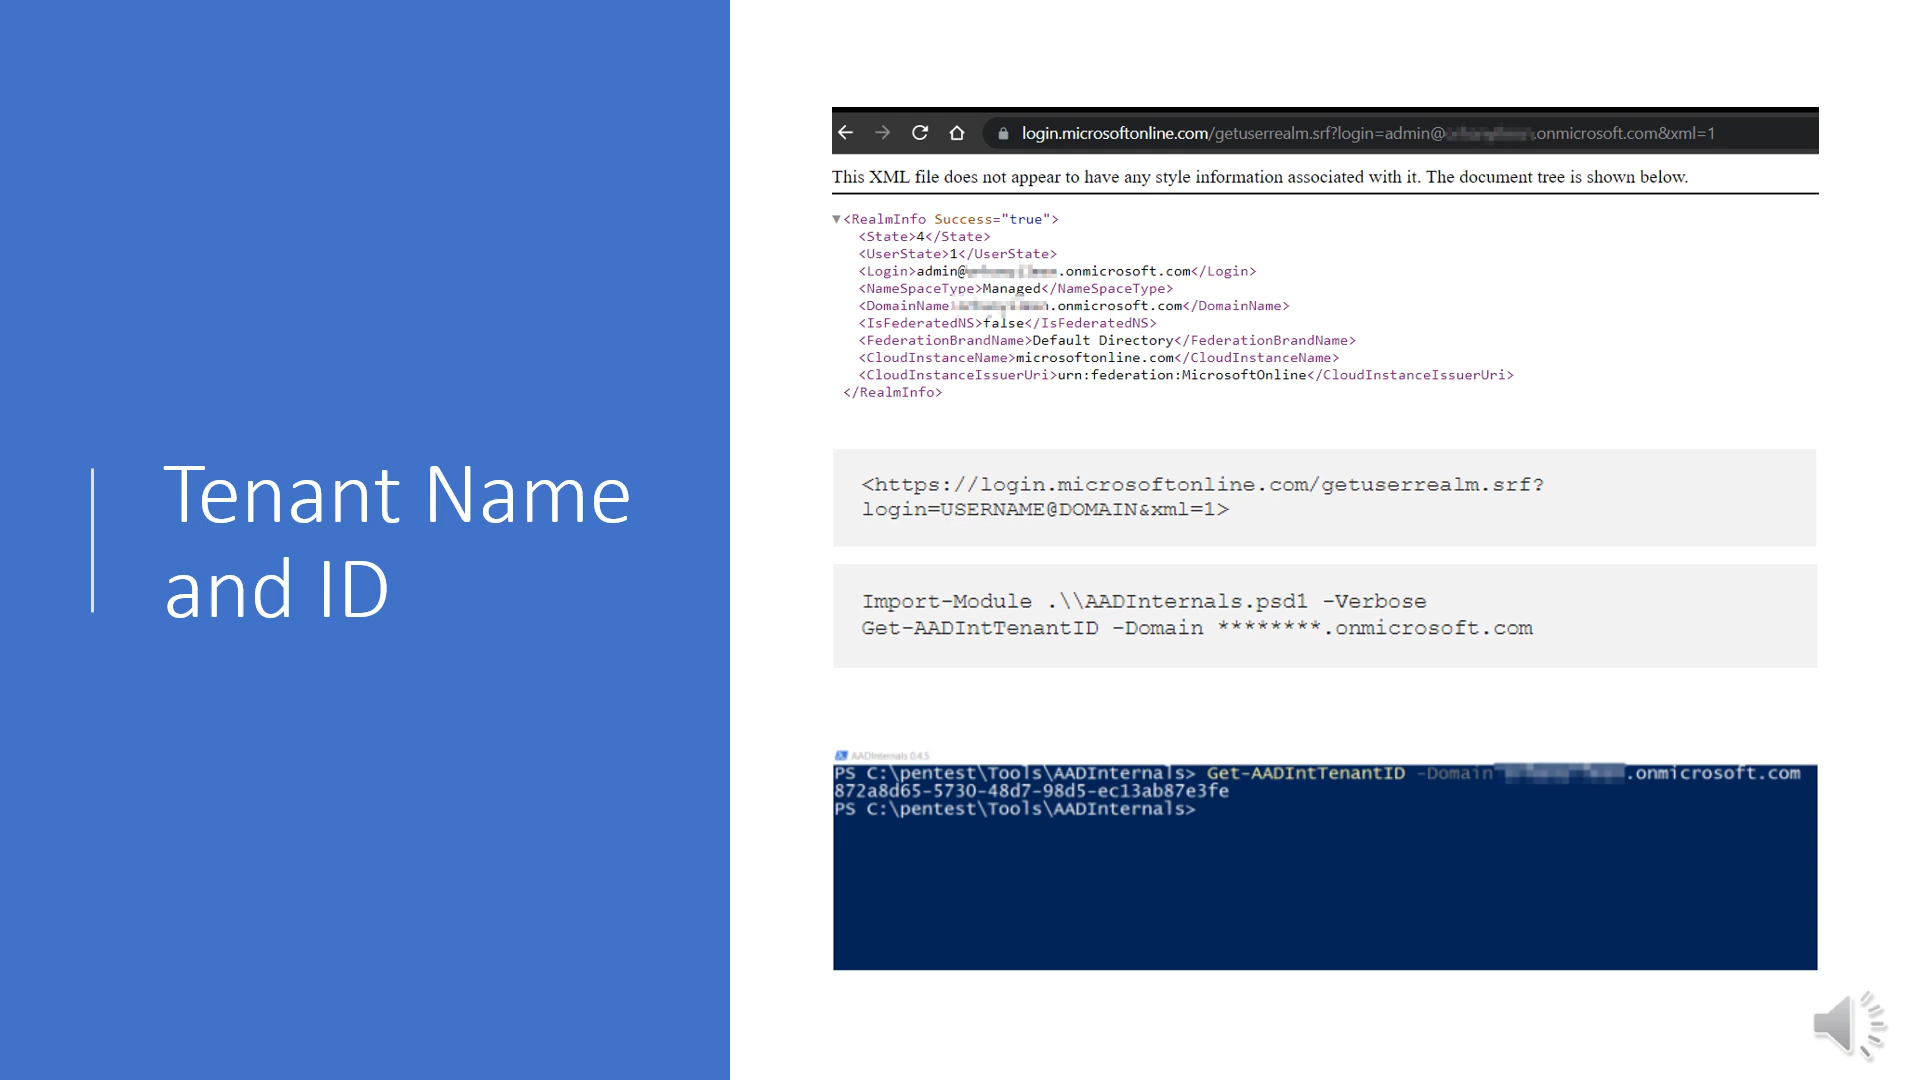 Tenant Name
and ID
login.microsoftonline.com/getuserrealm.srf?login=admin@ .onmicrosoft.com&xml=1
This XML file does not appear to have any style information associated with it. The document tree is shown below.
▼<RealmInfo Success="true">
<State>4</State>
<UserState>1</UserState>
<Login>admin@ .onmicrosoft.com</Login>
<NameSpaceType>Managed</NameSpaceType>
<DomainName .onmicrosoft.com</DomainName>
<IsFederatedNS>false</IsFederatedNS>
<FederationBrandName>Default Directory</FederationBrandName>
<CloudInstanceName>microsoftonline.com</CloudInstanceName>
<CloudInstanceIssuerUri>urn:federation:MicrosoftOnline</CloudInstanceIssuerUri>
</RealmInfo>
<https://login.microsoftonline.com/getuserrealm.srf?
login=USERNAME@DOMAIN&xml=1>
Import-Module .\\AADInternals.psd1 -Verbose
Get-AADIntTenantID -Domain ********.onmicrosoft.com
AADInternals 0.4.5
PS C:\pentest\Tools\AADInternals> Get-AADIntTenantID -Domain .onmicrosoft.com
872a8d65-5730-48d7-98d5-ec13ab87e3fe
PS C:\pentest\Tools\AADInternals>